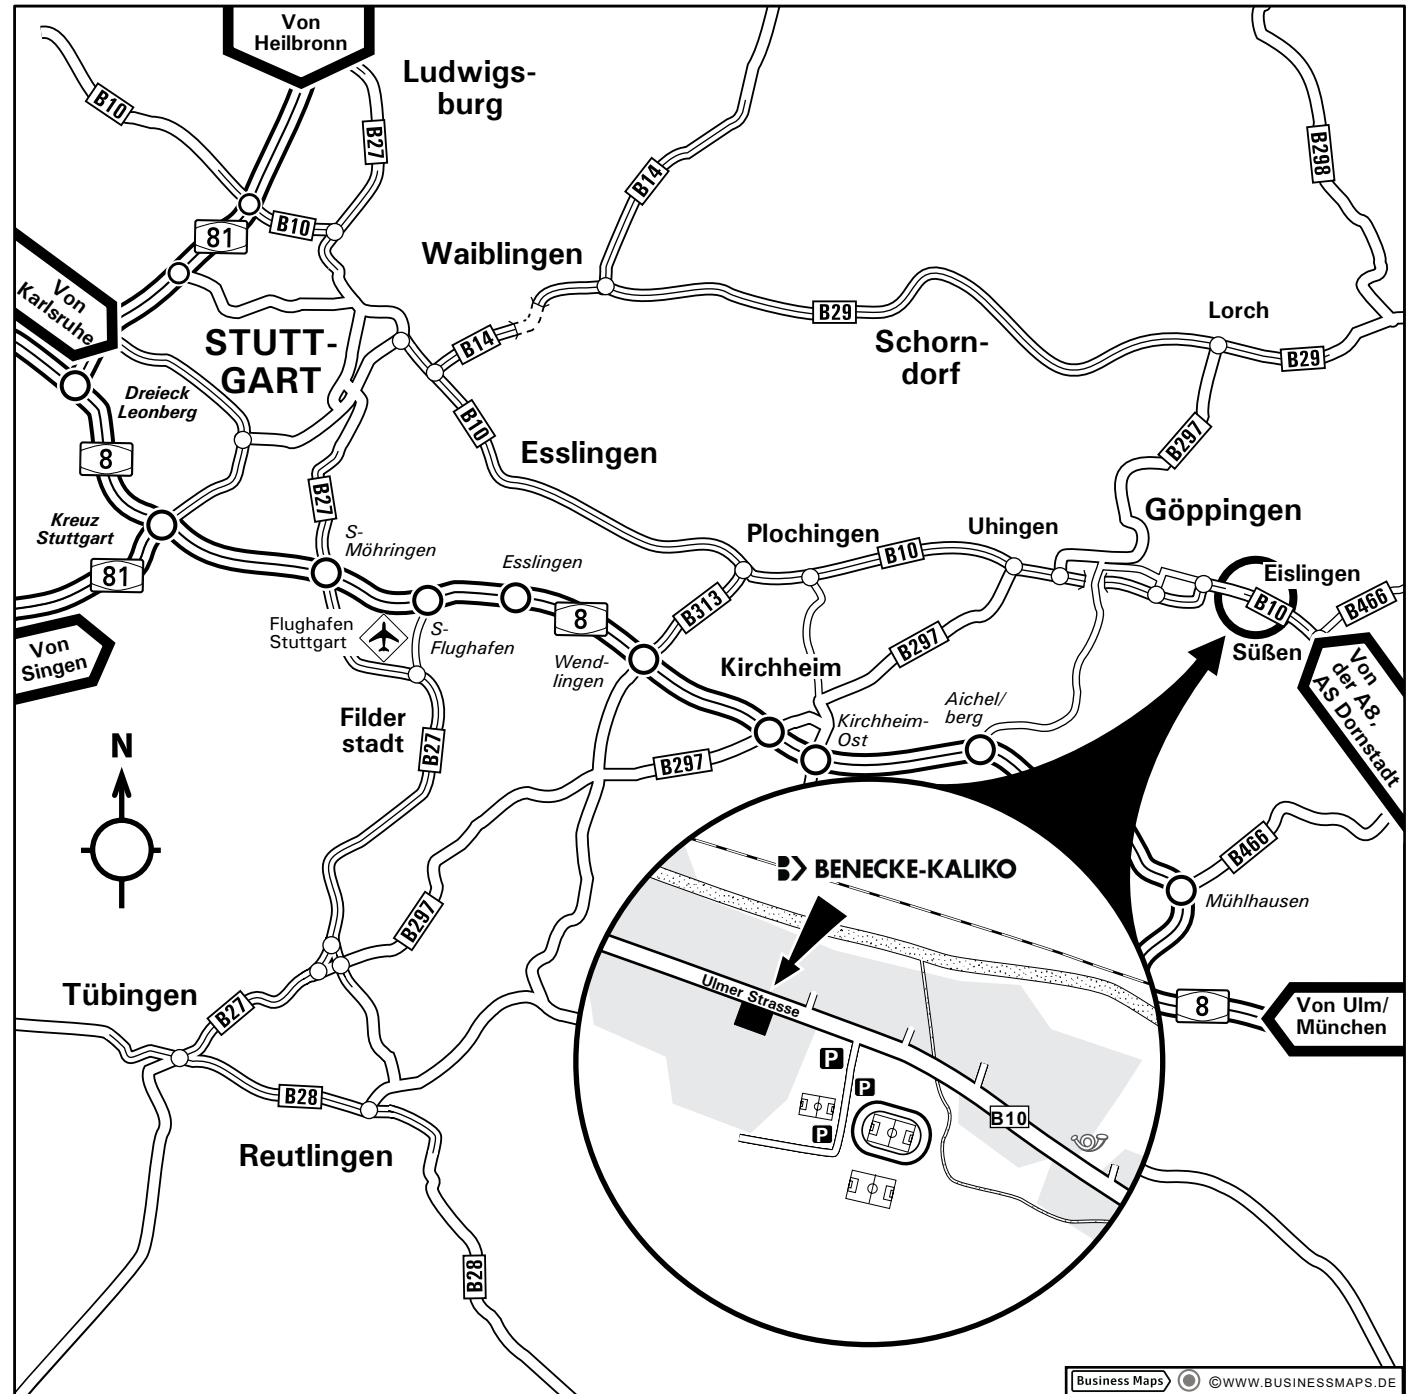 Von
Heilbronn
Ludwigs-
burg
B10
B27
B14
B298
B10
81
Waiblingen
Von
Karlsruhe
B29
Lorch
STUTT-
GART
B14
Schorn-
dorf
B29
Dreieck
Leonberg
B10
B297
8
Esslingen
B27
Kreuz
Stuttgart
S-
Möhringen
Göppingen
Plochingen
Uhingen
B10
Esslingen
81
Eislingen
B10
B466
B313
8
Flughafen
Stuttgart
S-
Flughafen
B297
Süßen
Von
Singen
Wend-
lingen
Kirchheim
Von
der A8,
AS Dornstadt
Aichel/
berg
Filder
stadt
Kirchheim-
Ost
N
B27
B297
B466
BENECKE-KALIKO
Mühlhausen
B297
Tübingen
B27
Ulmer Strasse
8
Von Ulm/
München
P
P
B28
B10
P
Reutlingen
B28
Business Maps
©WWW.BUSINESSMAPS.DE